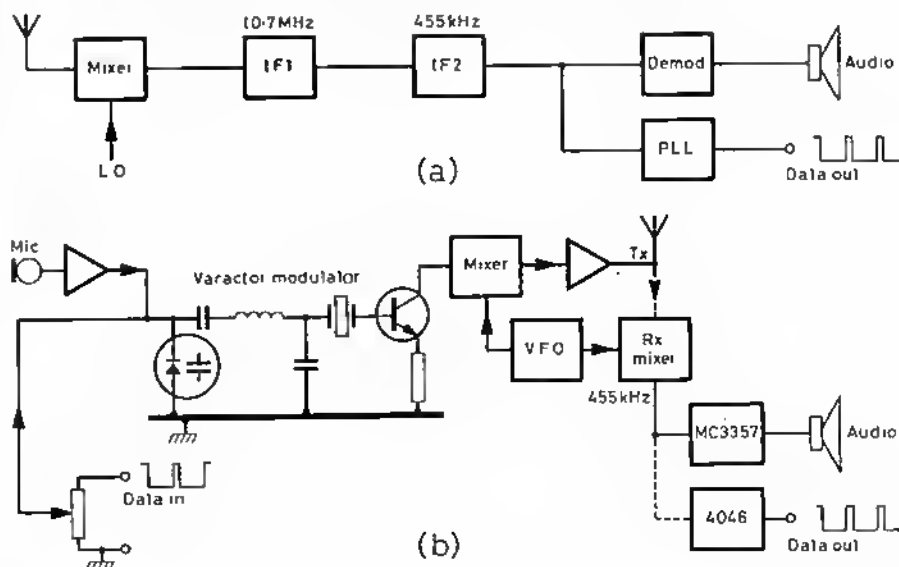 10.7MHz
455kHz
Mixer
IF1
IF2
Demod
Audio
LO
PLL
Data out
(a)
Mic
Varactor modulator
Mixer
Tx
VFO
Rx
mixer
455kHz
MC3357
Audio
Data in
4046
Data out
(b)